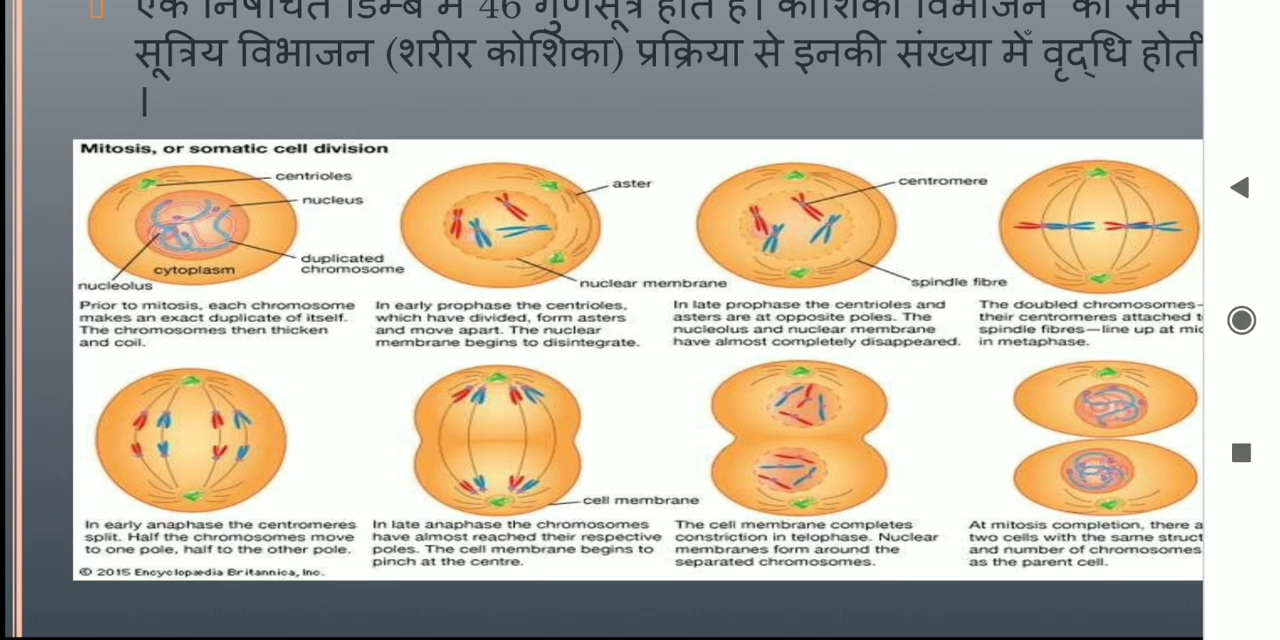 एक निषेचित डिम्ब में 46 गुणसूत्र होते हैं। कोशिका विभाजन की सम
सूत्रिय विभाजन (शरीर कोशिका) प्रक्रिया से इनकी संख्या में वृद्धि होती
।
Mitosis, or somatic cell division
centrioles
nucleus
duplicated
chromosome
cytoplasm
nucleolus
aster
nuclear membrane
centromere
spindle fibre
Prior to mitosis, each chromosome
makes an exact duplicate of itself.
The chromosomes then thicken
and coil.
In early prophase the centrioles,
which have divided, form asters
and move apart. The nuclear
membrane begins to disintegrate.
In late prophase the centrioles and
asters are at opposite poles. The
nucleolus and nuclear membrane
have almost completely disappeared.
The doubled chromosomes—
their centromeres attached
spindle fibres—line up at
in metaphase.
cell membrane
In early anaphase the centromeres
split. Half the chromosomes move
to one pole, half to the other pole.
In late anaphase the chromosomes
have almost reached their respective
poles. The cell membrane begins to
pinch at the centre.
The cell membrane completes
constriction in telophase. Nuclear
membranes form around the
separated chromosomes.
At mitosis completion, there
two cells with the same
and number of chromosomes
as the parent cell.
© 2015 Encyclopædia Britannica, Inc.